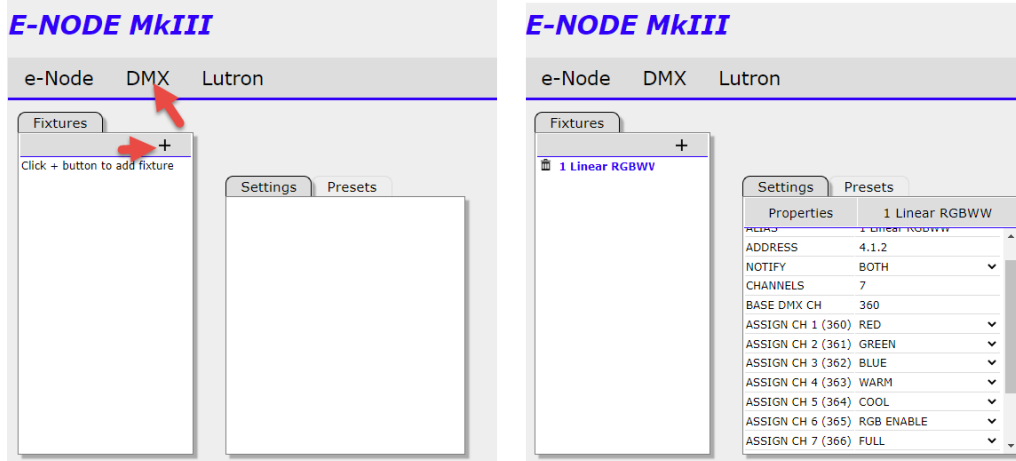 E-NODE MkIII
e-Node DMX Lutron
Fixtures
+
Click + button to add fixture
Settings Presets
E-NODE MkIII
e-Node DMX Lutron
Fixtures
+
1 Linear RGBWV
Settings Presets
Properties 1 Linear RGBWW
ALIAS 1 Linear RGBWW
ADDRESS 4.1.2
NOTIFY BOTH
CHANNELS 7
BASE DMX CH 360
ASSIGN CH 1 (360) RED
ASSIGN CH 2 (361) GREEN
ASSIGN CH 3 (362) BLUE
ASSIGN CH 4 (363) WARM
ASSIGN CH 5 (364) COOL
ASSIGN CH 6 (365) RGB ENABLE
ASSIGN CH 7 (366) FULL